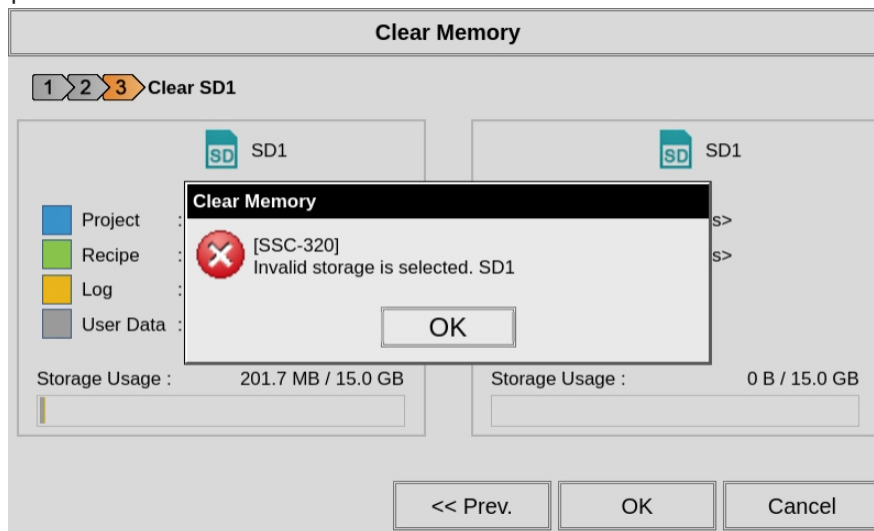 Clear Memory
1 2 3 Clear SD1
SD SD1
SD SD1
Clear Memory
[SSC-320]
Invalid storage is selected. SD1
OK
Project :
Recipe :
Log :
User Data :
s>
s>
Storage Usage : 201.7 MB / 15.0 GB
Storage Usage : 0 B / 15.0 GB
<< Prev.
OK
Cancel